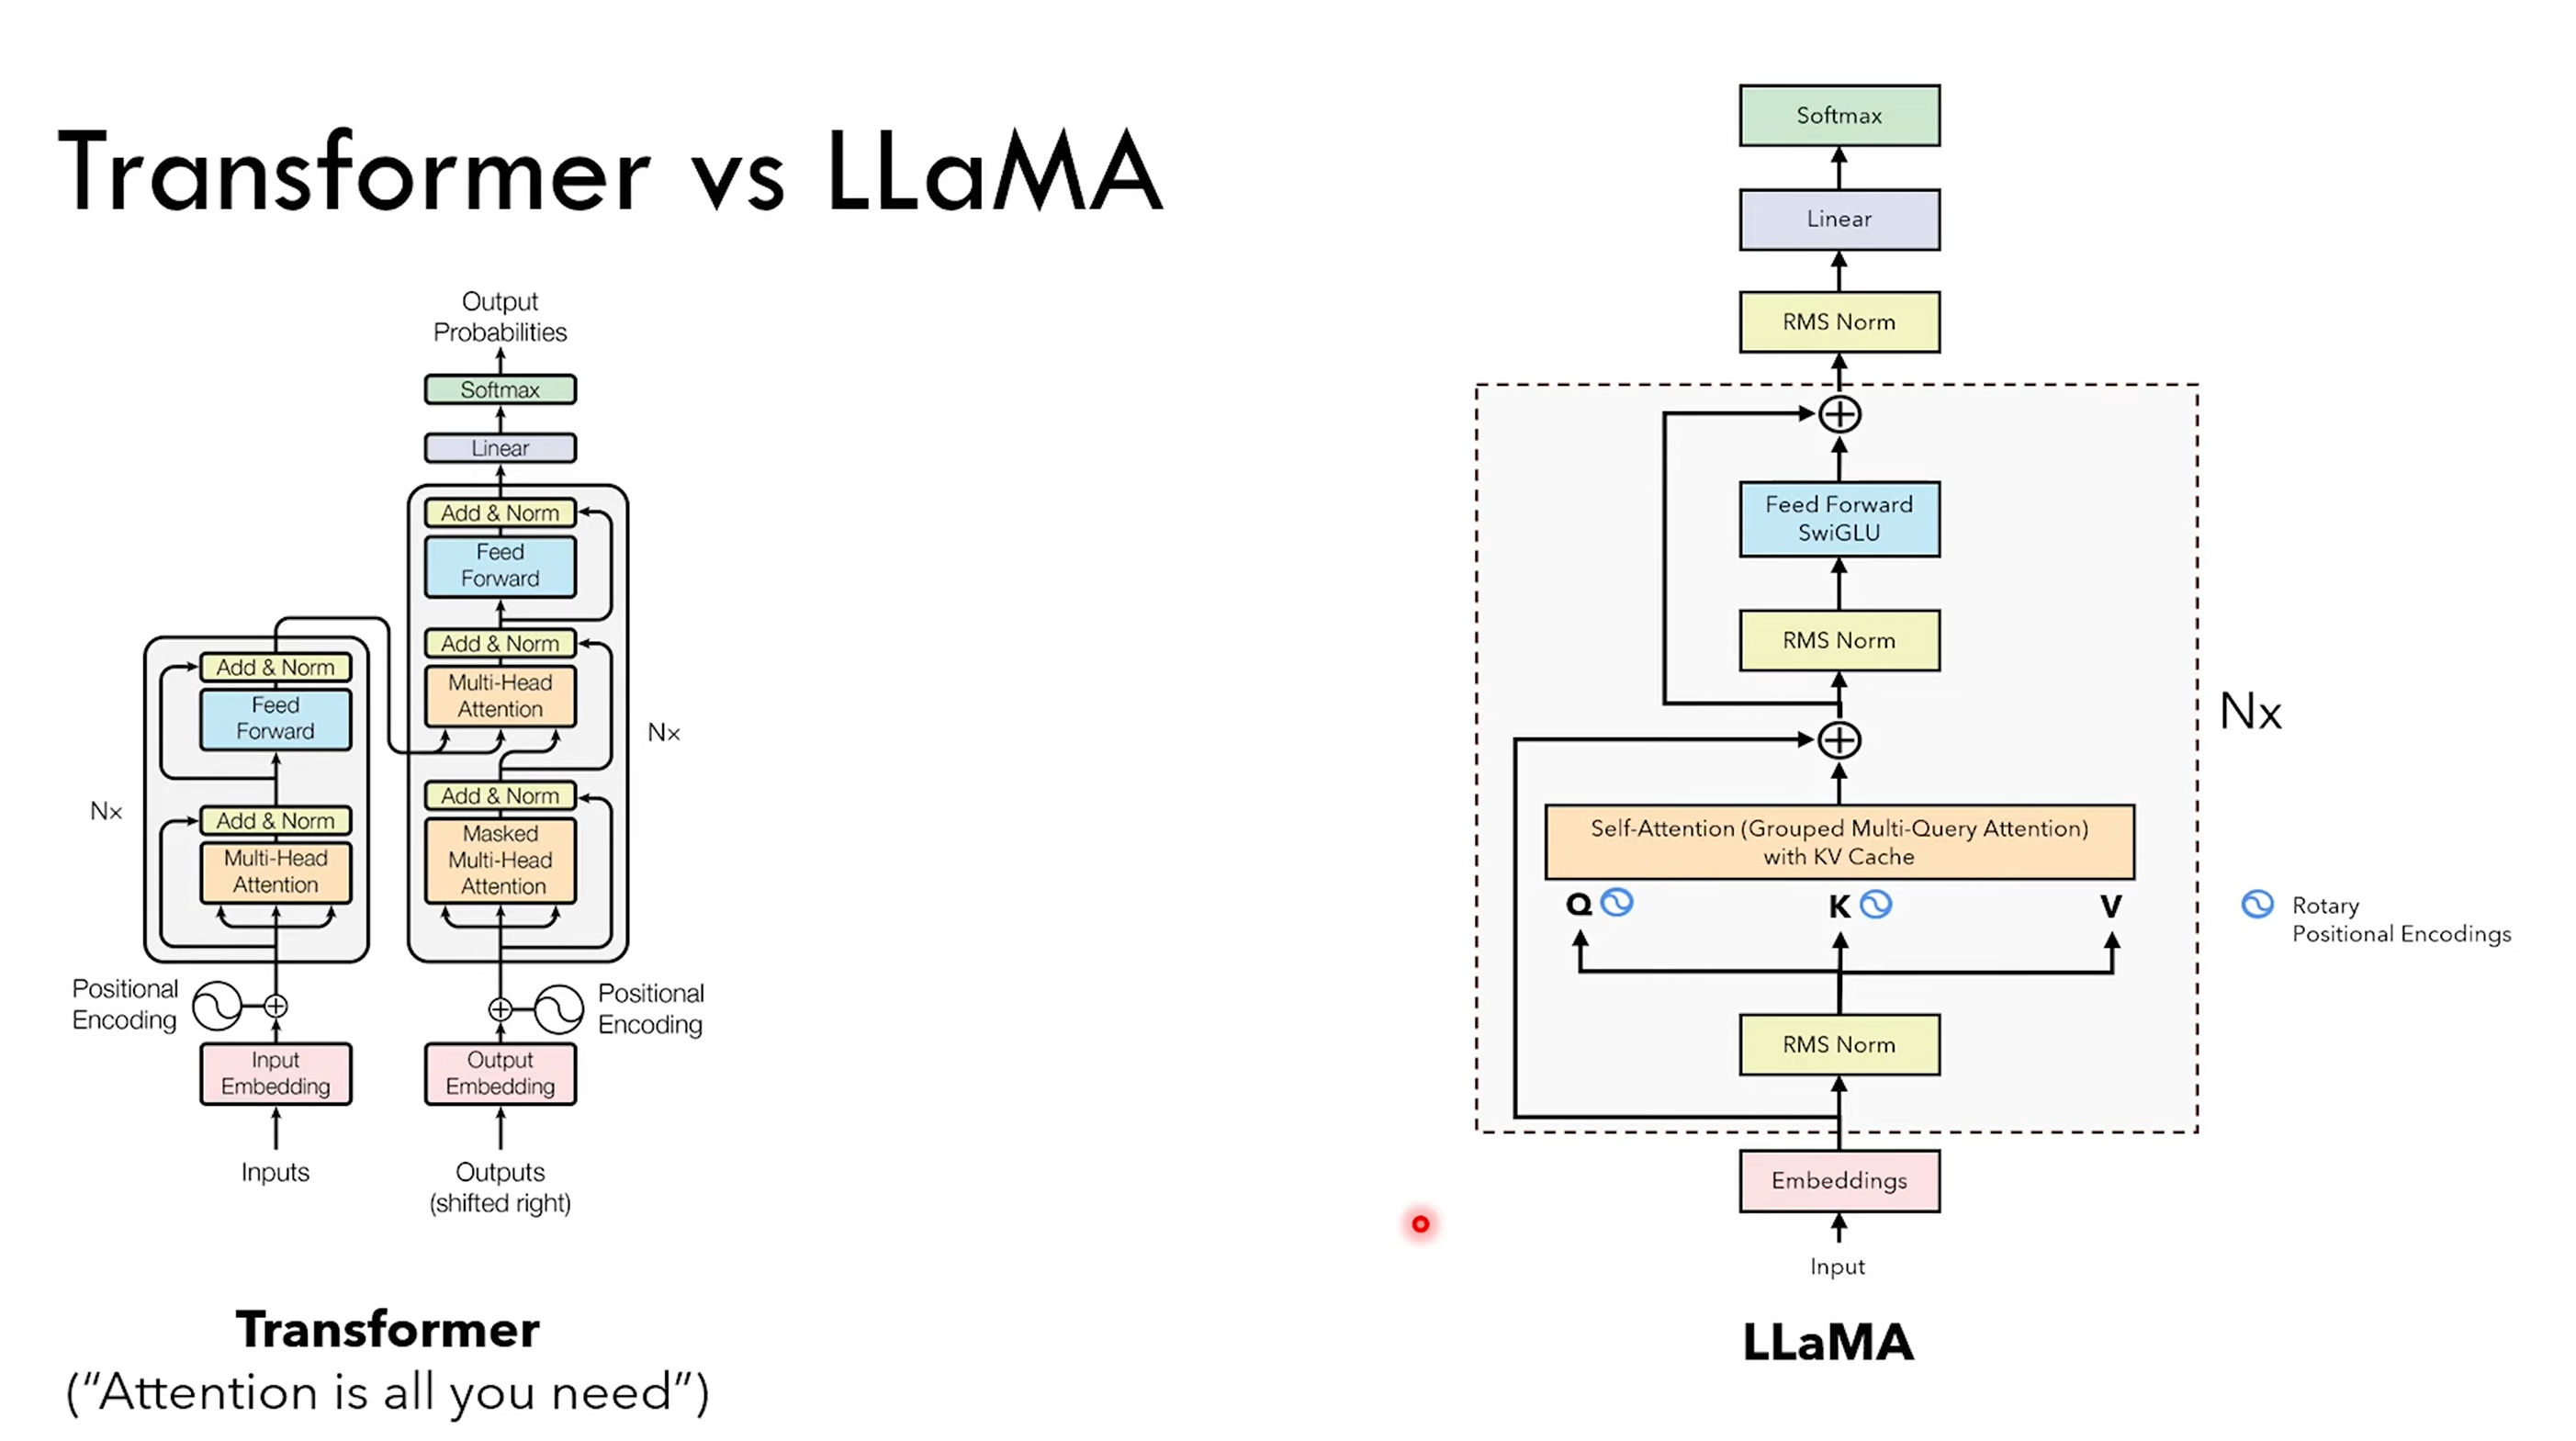 Transformer vs LLaMA
Output
Probabilities
Softmax
Linear
Add & Norm
Feed
Forward
Add & Norm
Multi-Head
Attention
Add & Norm
Masked
Multi-Head
Attention
Nx
Positional
Encoding
Output
Embedding
Outputs
(shifted right)
Add & Norm
Feed
Forward
Add & Norm
Multi-Head
Attention
Nx
Positional
Encoding
Input
Embedding
Inputs
Transformer
("Attention is all you need")
Softmax
Linear
RMS Norm
Feed Forward
SwiGLU
RMS Norm
Nx
Self-Attention (Grouped Multi-Query Attention)
with KV Cache
Q K V
Rotary
Positional Encodings
RMS Norm
Embeddings
Input
LLaMA